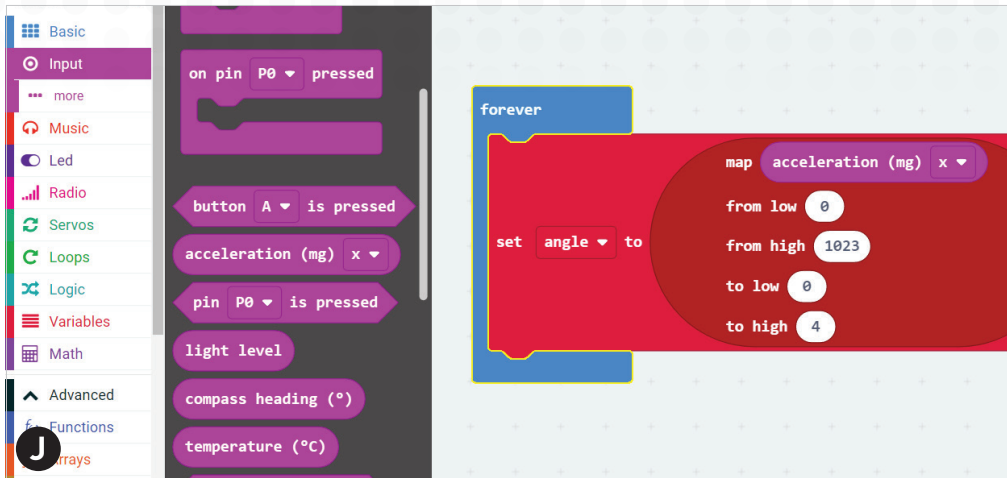 Basic
Input
more
Music
Led
Radio
Servos
Loops
Logic
Variables
Math
Advanced
Functions
J
on pin P0 pressed
button A is pressed
acceleration (mg) x
pin P0 is pressed
light level
compass heading (°)
temperature (°C)
forever
set angle to
map acceleration (mg) x
from low 0
from high 1023
to low 0
to high 4